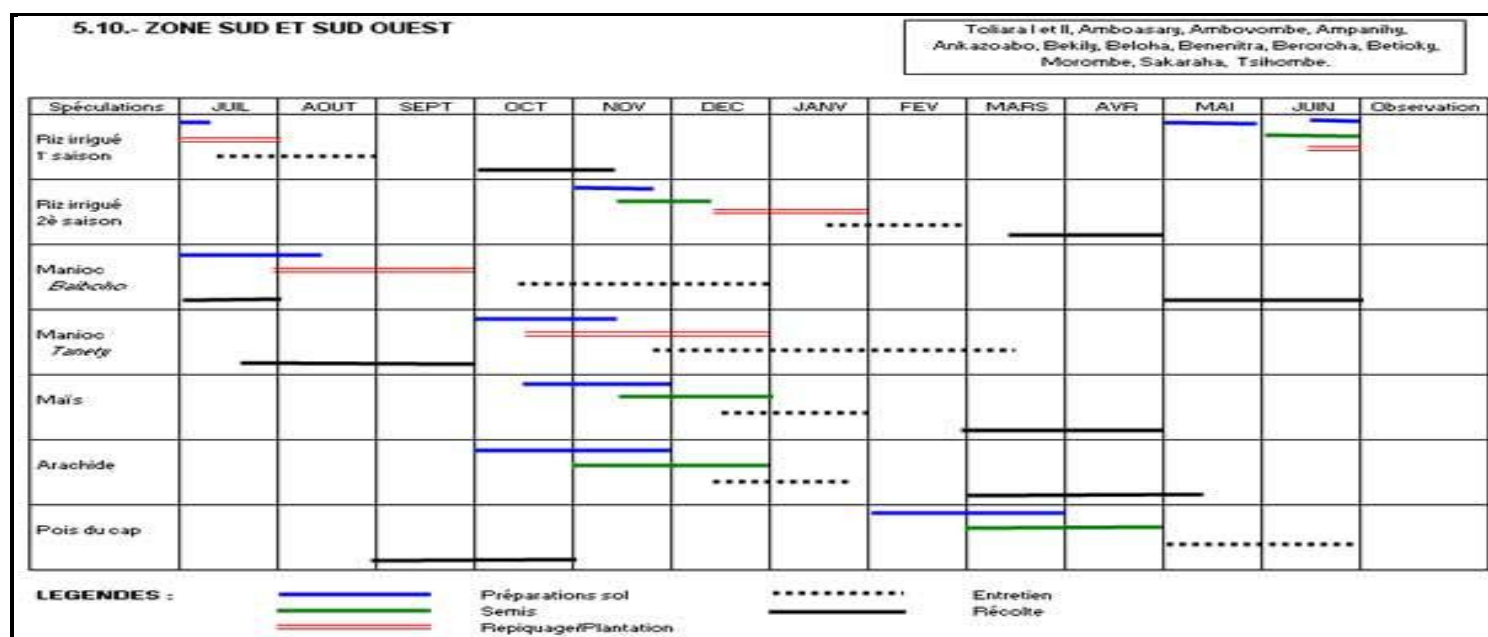 5.10.- ZONE SUD ET SUD OUEST
Toliara I et II, Amboasary, Ambovombe, Ampanihy,
Ankazoabo, Bekily, Beloha, Benenitra, Beroroha, Betioky,
Morombe, Sakaraha, Tsihombe.
Spéculations JUIL AOUT SEPT OCT NOV DEC JANV FEV MARS AVR MAI JUIN Observation
Riz irrigué
1° saison
Riz irrigué
2è saison
Manioc
Baiboho
Manioc
Tanety
Maïs
Arachide
Pois du cap
LEGENDES :
Préparations sol
Entretien
Semis
Récolte
Repiquage/Plantation